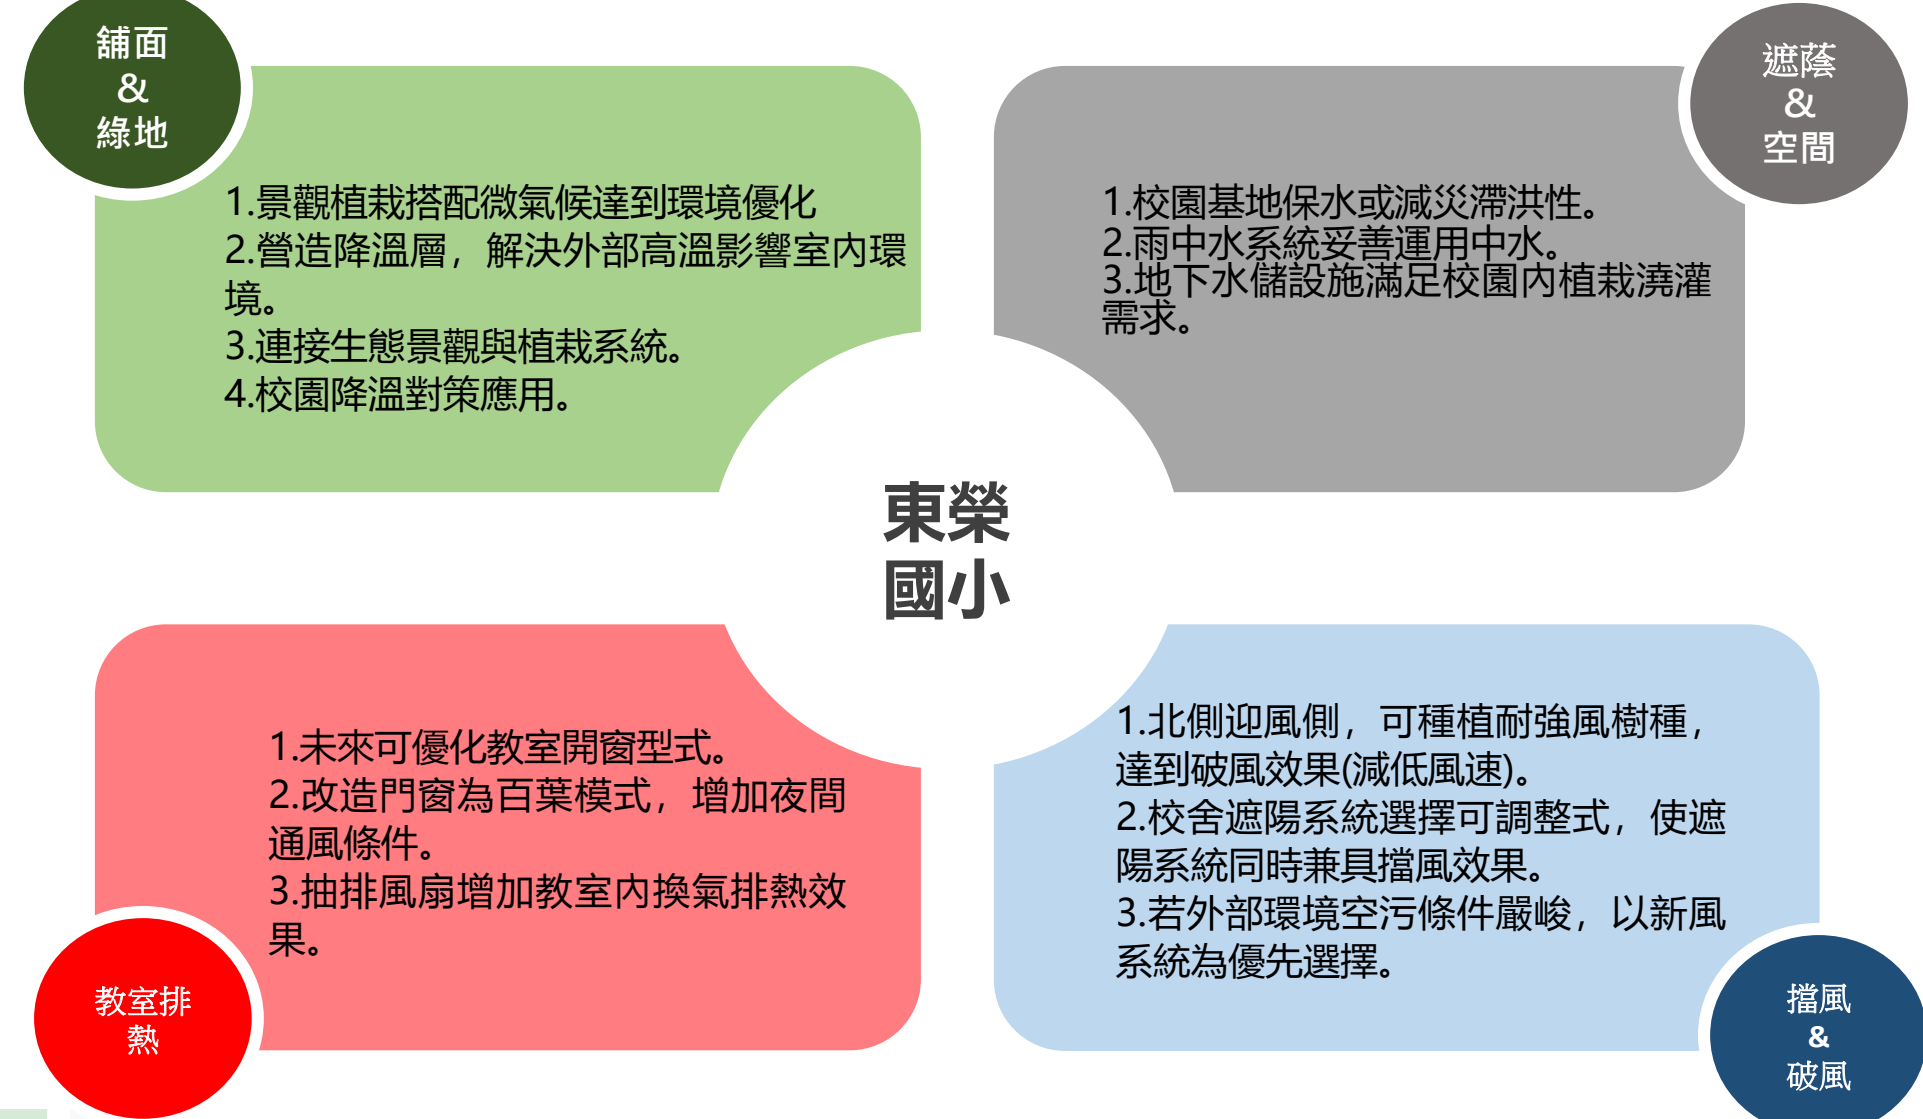 舖面
&
綠地
1.景觀植栽搭配微氣候達到環境優化
2.營造降溫層，解決外部高溫影響室內環
境。
3.連接生態景觀與植栽系統。
4.校園降溫對策應用。
遮蔭
&
空間
1.校園基地保水或減災滯洪性。
2.雨中水系統妥善運用中水。
3.地下水儲設施滿足校園內植栽澆灌
需求。
東榮
國小
1.未來可優化教室開窗型式。
2.改造門窗為百葉模式，增加夜間
通風條件。
3.抽排風扇增加教室內換氣排熱效
果。
教室排
熱
1.北側迎風側，可種植耐強風樹種，
達到破風效果(減低風速)。
2.校舍遮陽系統選擇可調整式，使遮
陽系統同時兼具擋風效果。
3.若外部環境空污條件嚴峻，以新風
系統為優先選擇。
擋風
&
破風